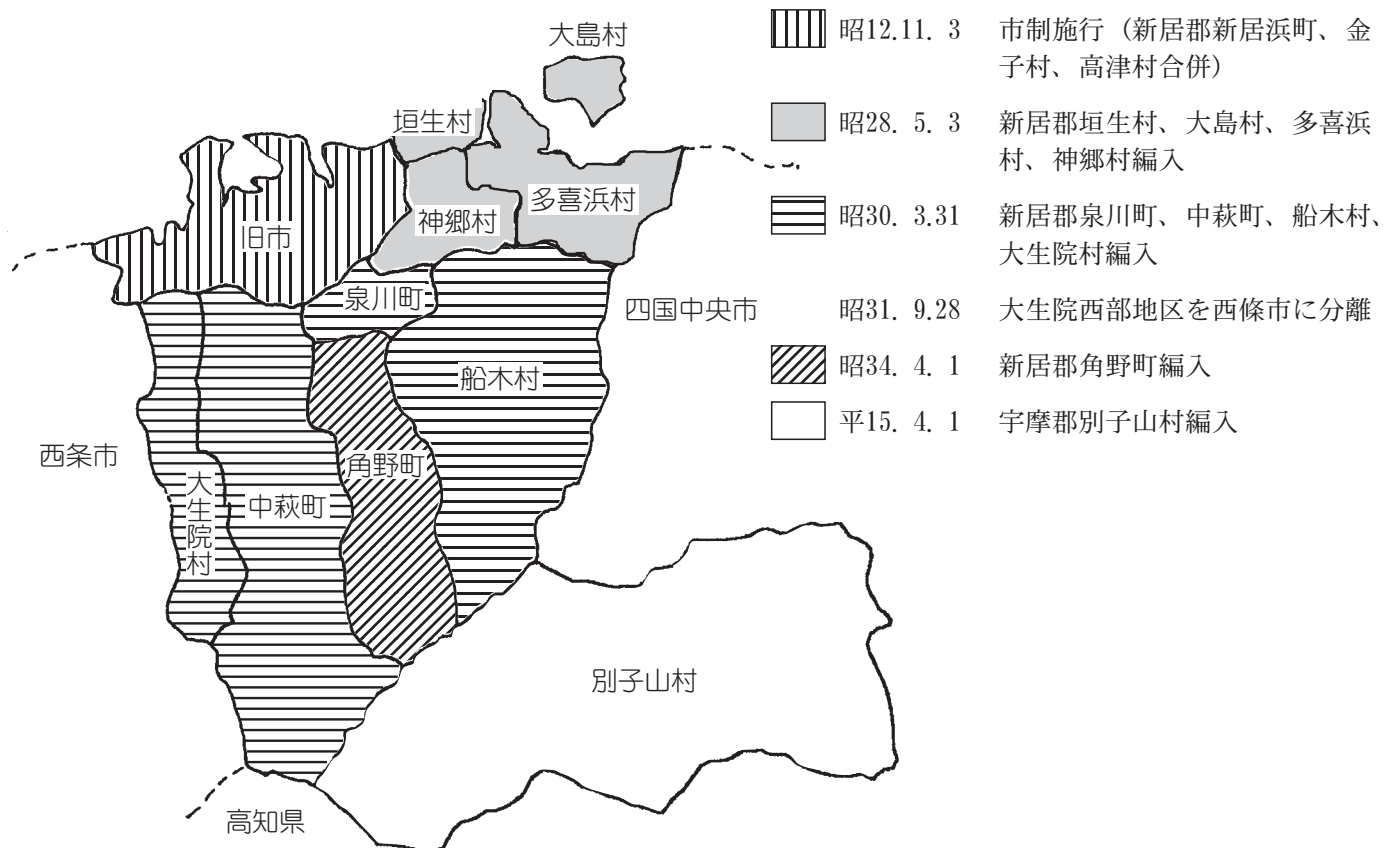 大島村
垣生村
多喜浜村
神郷村
旧市
泉川町
四国中央市
船木村
西条市
角野町
大生院村
中萩町
別子山村
高知県
昭12.11. 3 市制施行（新居郡新居浜町、金
子村、高津村合併）
昭28. 5. 3 新居郡垣生村、大島村、多喜浜
村、神郷村編入
昭30. 3.31 新居郡泉川町、中萩町、船木村、
大生院村編入
昭31. 9.28 大生院西部地区を西條市に分離
昭34. 4. 1 新居郡角野町編入
平15. 4. 1 宇摩郡別子山村編入